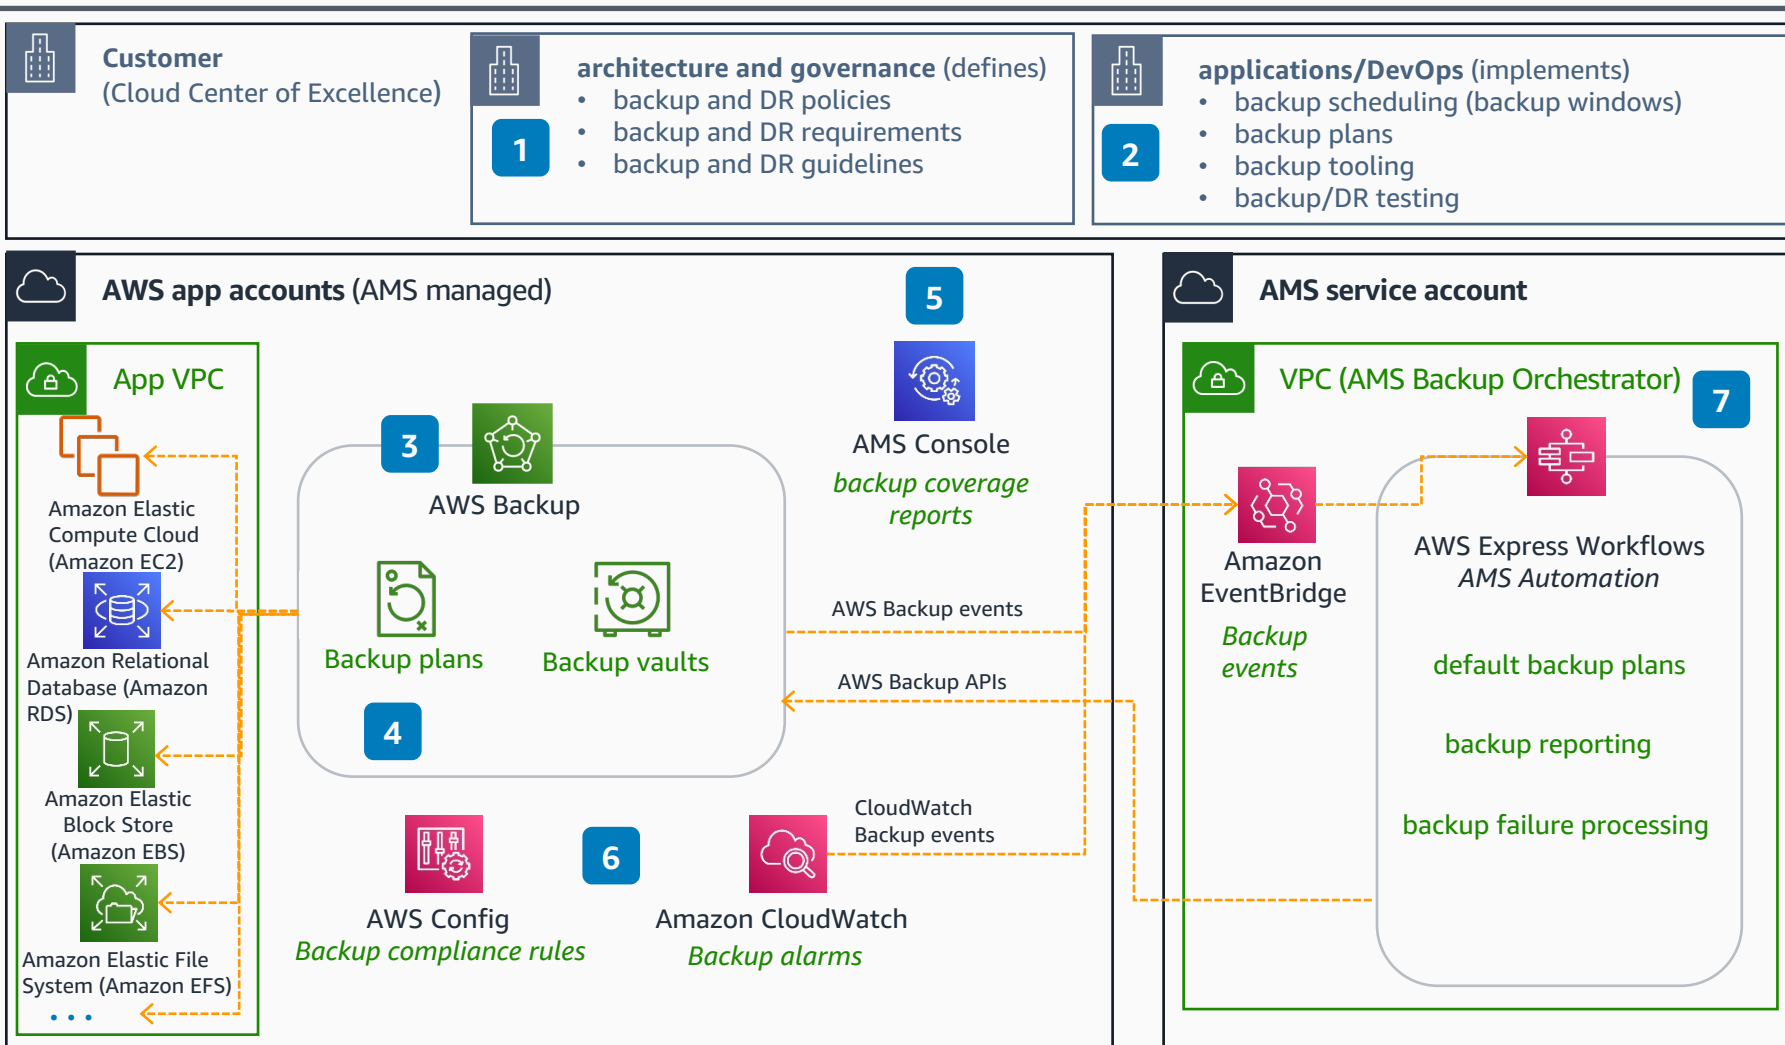 Customer
(Cloud Center of Excellence)
1
architecture and governance (defines)
• backup and DR policies
• backup and DR requirements
• backup and DR guidelines
2
applications/DevOps (implements)
• backup scheduling (backup windows)
• backup plans
• backup tooling
• backup/DR testing
AWS app accounts (AMS managed)
App VPC
Amazon Elastic
Compute Cloud
(Amazon EC2)
Amazon Relational
Database (Amazon
RDS)
Amazon Elastic
Block Store
(Amazon EBS)
Amazon Elastic File
System (Amazon EFS)
...
3
AWS Backup
Backup plans
Backup vaults
4
5
AMS Console
backup coverage
reports
AWS Backup events
AWS Backup APIs
CloudWatch
Backup events
AWS Config
Backup compliance rules
6
Amazon CloudWatch
Backup alarms
AMS service account
VPC (AMS Backup Orchestrator)
7
Amazon
EventBridge
Backup
events
AWS Express Workflows
AMS Automation
default backup plans
backup reporting
backup failure processing